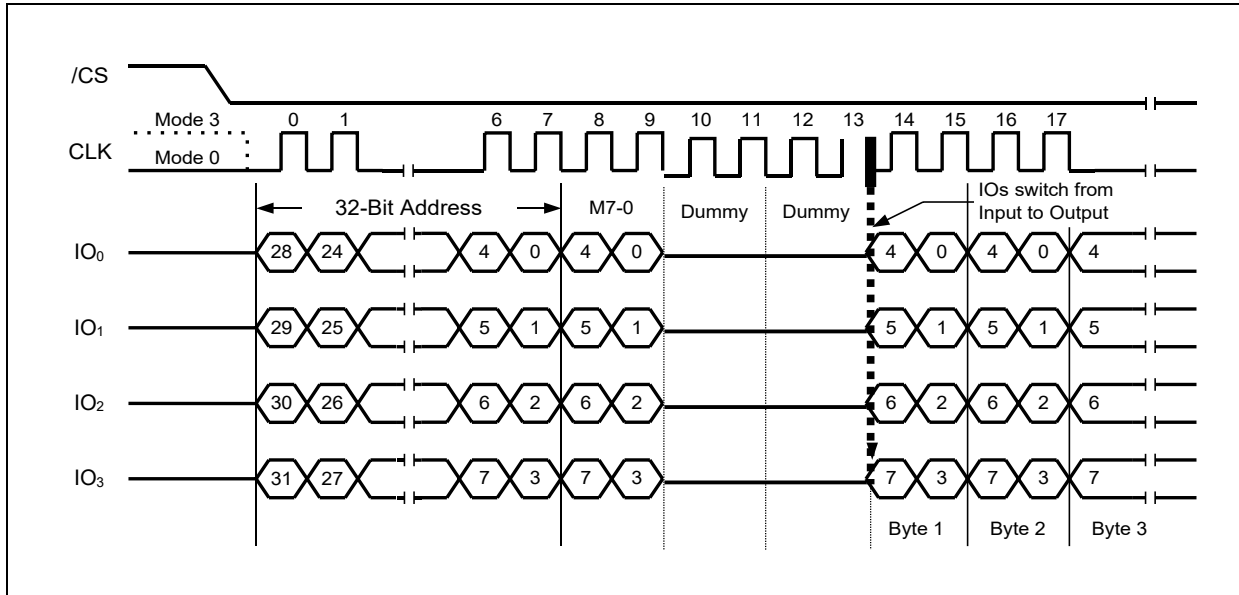 /CS
Mode 3 0 1 6 7 8 9 10 11 12 13 14 15 16 17
CLK
Mode 0
IOs switch from
Input to Output
32-Bit Address M7-0 Dummy Dummy
IO0 28 24 4 0 4 0 4 0 4 0 4
IO1 29 25 5 1 5 1 5 1 5 1 5
IO2 30 26 6 2 6 2 6 2 6 2 6
IO3 31 27 7 3 7 3 7 3 7 3 7
Byte 1 Byte 2 Byte 3